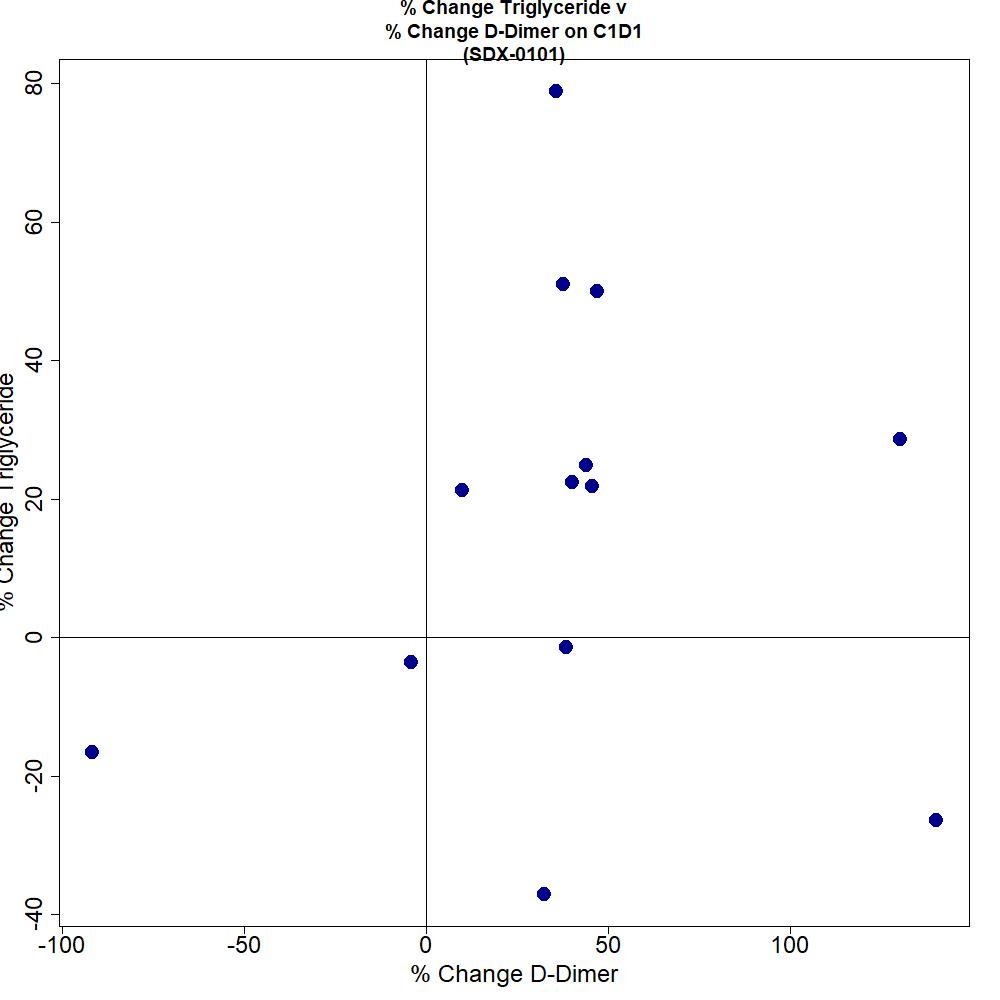 % Change Triglyceride v
% Change D-Dimer on C1D1
(SDX-0101)
80
60
40
20
0
-20
-40
% Change Triglyceride
-100
-50
0
50
100
% Change D-Dimer